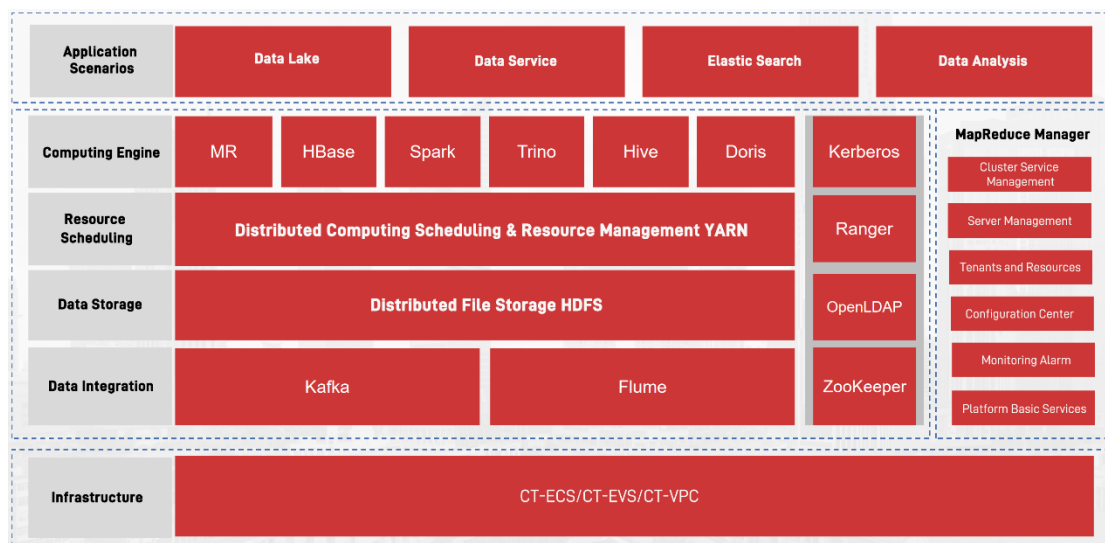 Application
Scenarios
Data Lake
Data Service
Elastic Search
Data Analysis
Computing Engine
MR
HBase
Spark
Trino
Hive
Doris
Kerberos
Resource
Scheduling
Distributed Computing Scheduling & Resource Management YARN
Ranger
Data Storage
Distributed File Storage HDFS
OpenLDAP
Data Integration
Kafka
Flume
ZooKeeper
MapReduce Manager
Cluster Service
Management
Server Management
Tenants and Resources
Configuration Center
Monitoring Alarm
Platform Basic Services
Infrastructure
CT-ECS/CT-EVS/CT-VPC